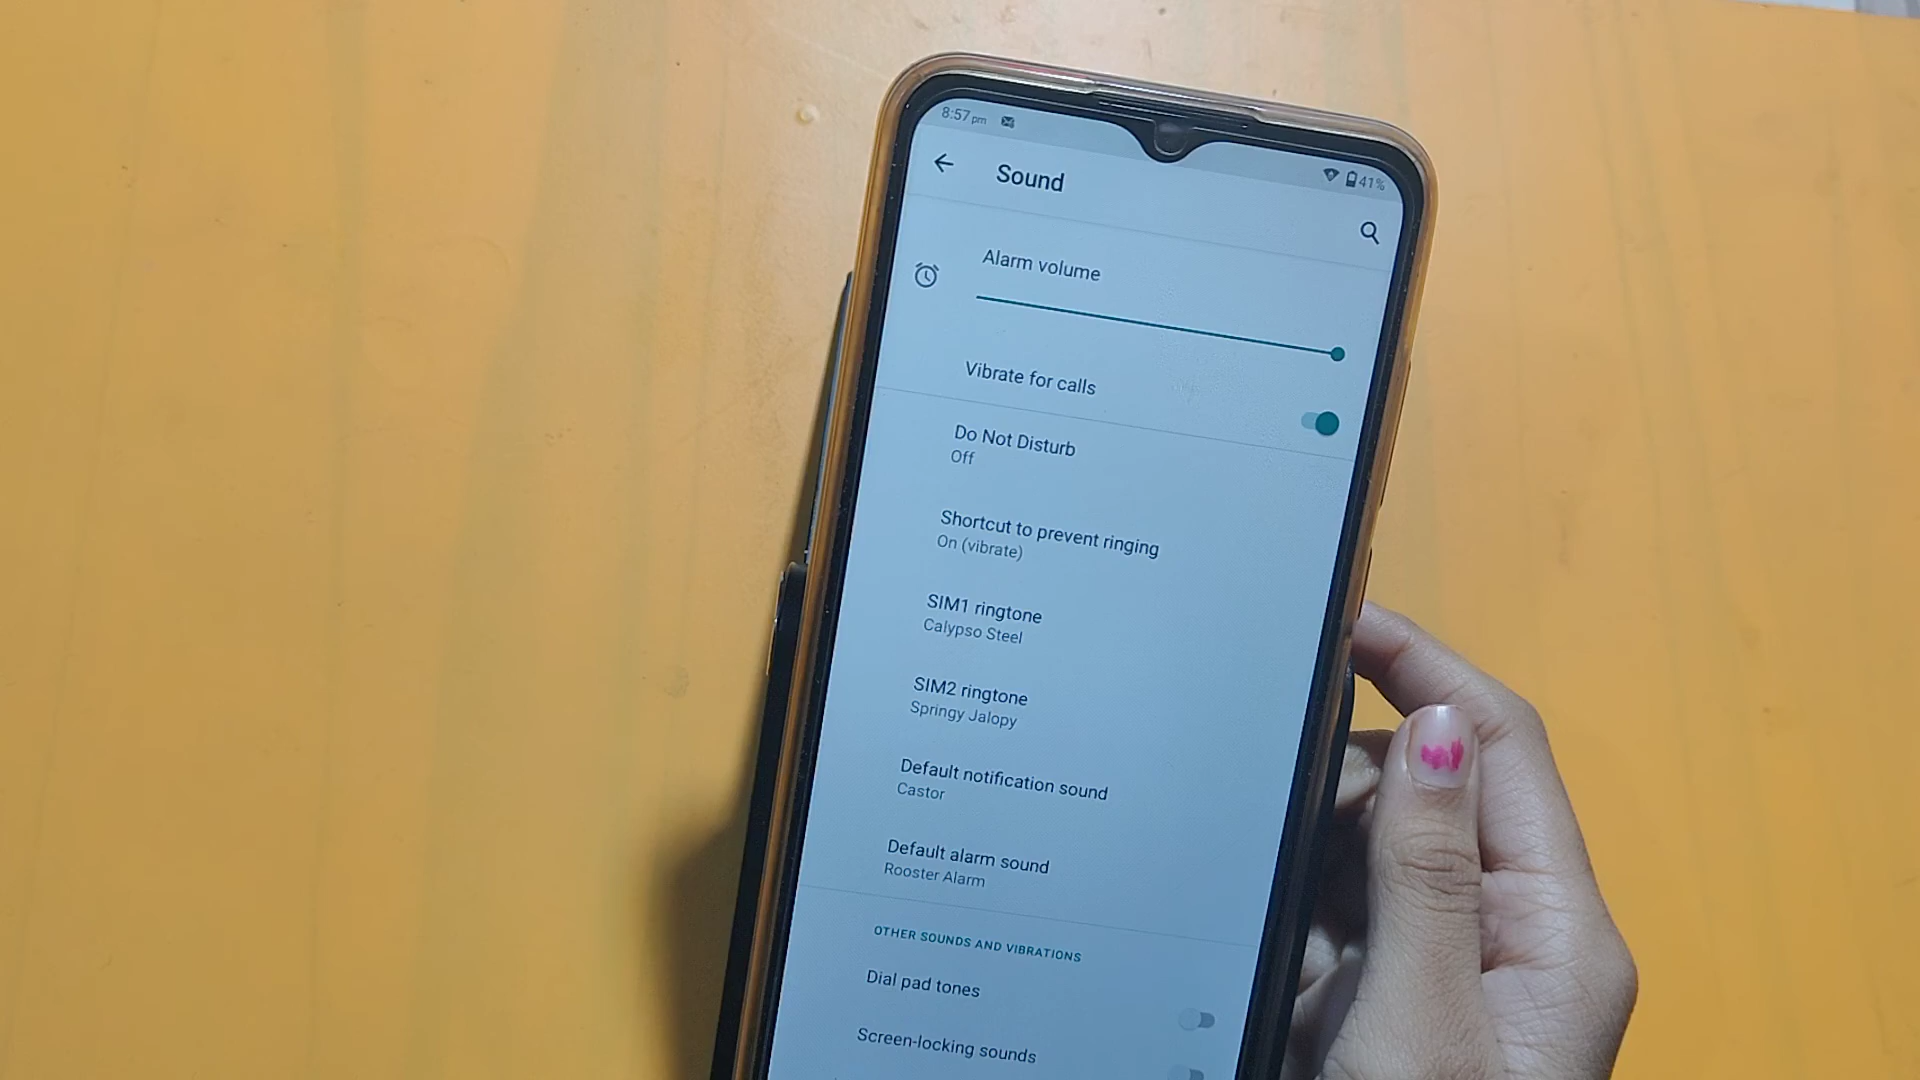 8:57 pm
41%
Sound
Alarm volume
Vibrate for calls
Do Not Disturb
Off
Shortcut to prevent ringing
On (vibrate)
SIM1 ringtone
Calypso Steel
SIM2 ringtone
Springy Jalopy
Default notification sound
Castor
Default alarm sound
Rooster Alarm
OTHER SOUNDS AND VIBRATIONS
Dial pad tones
Screen-locking sounds